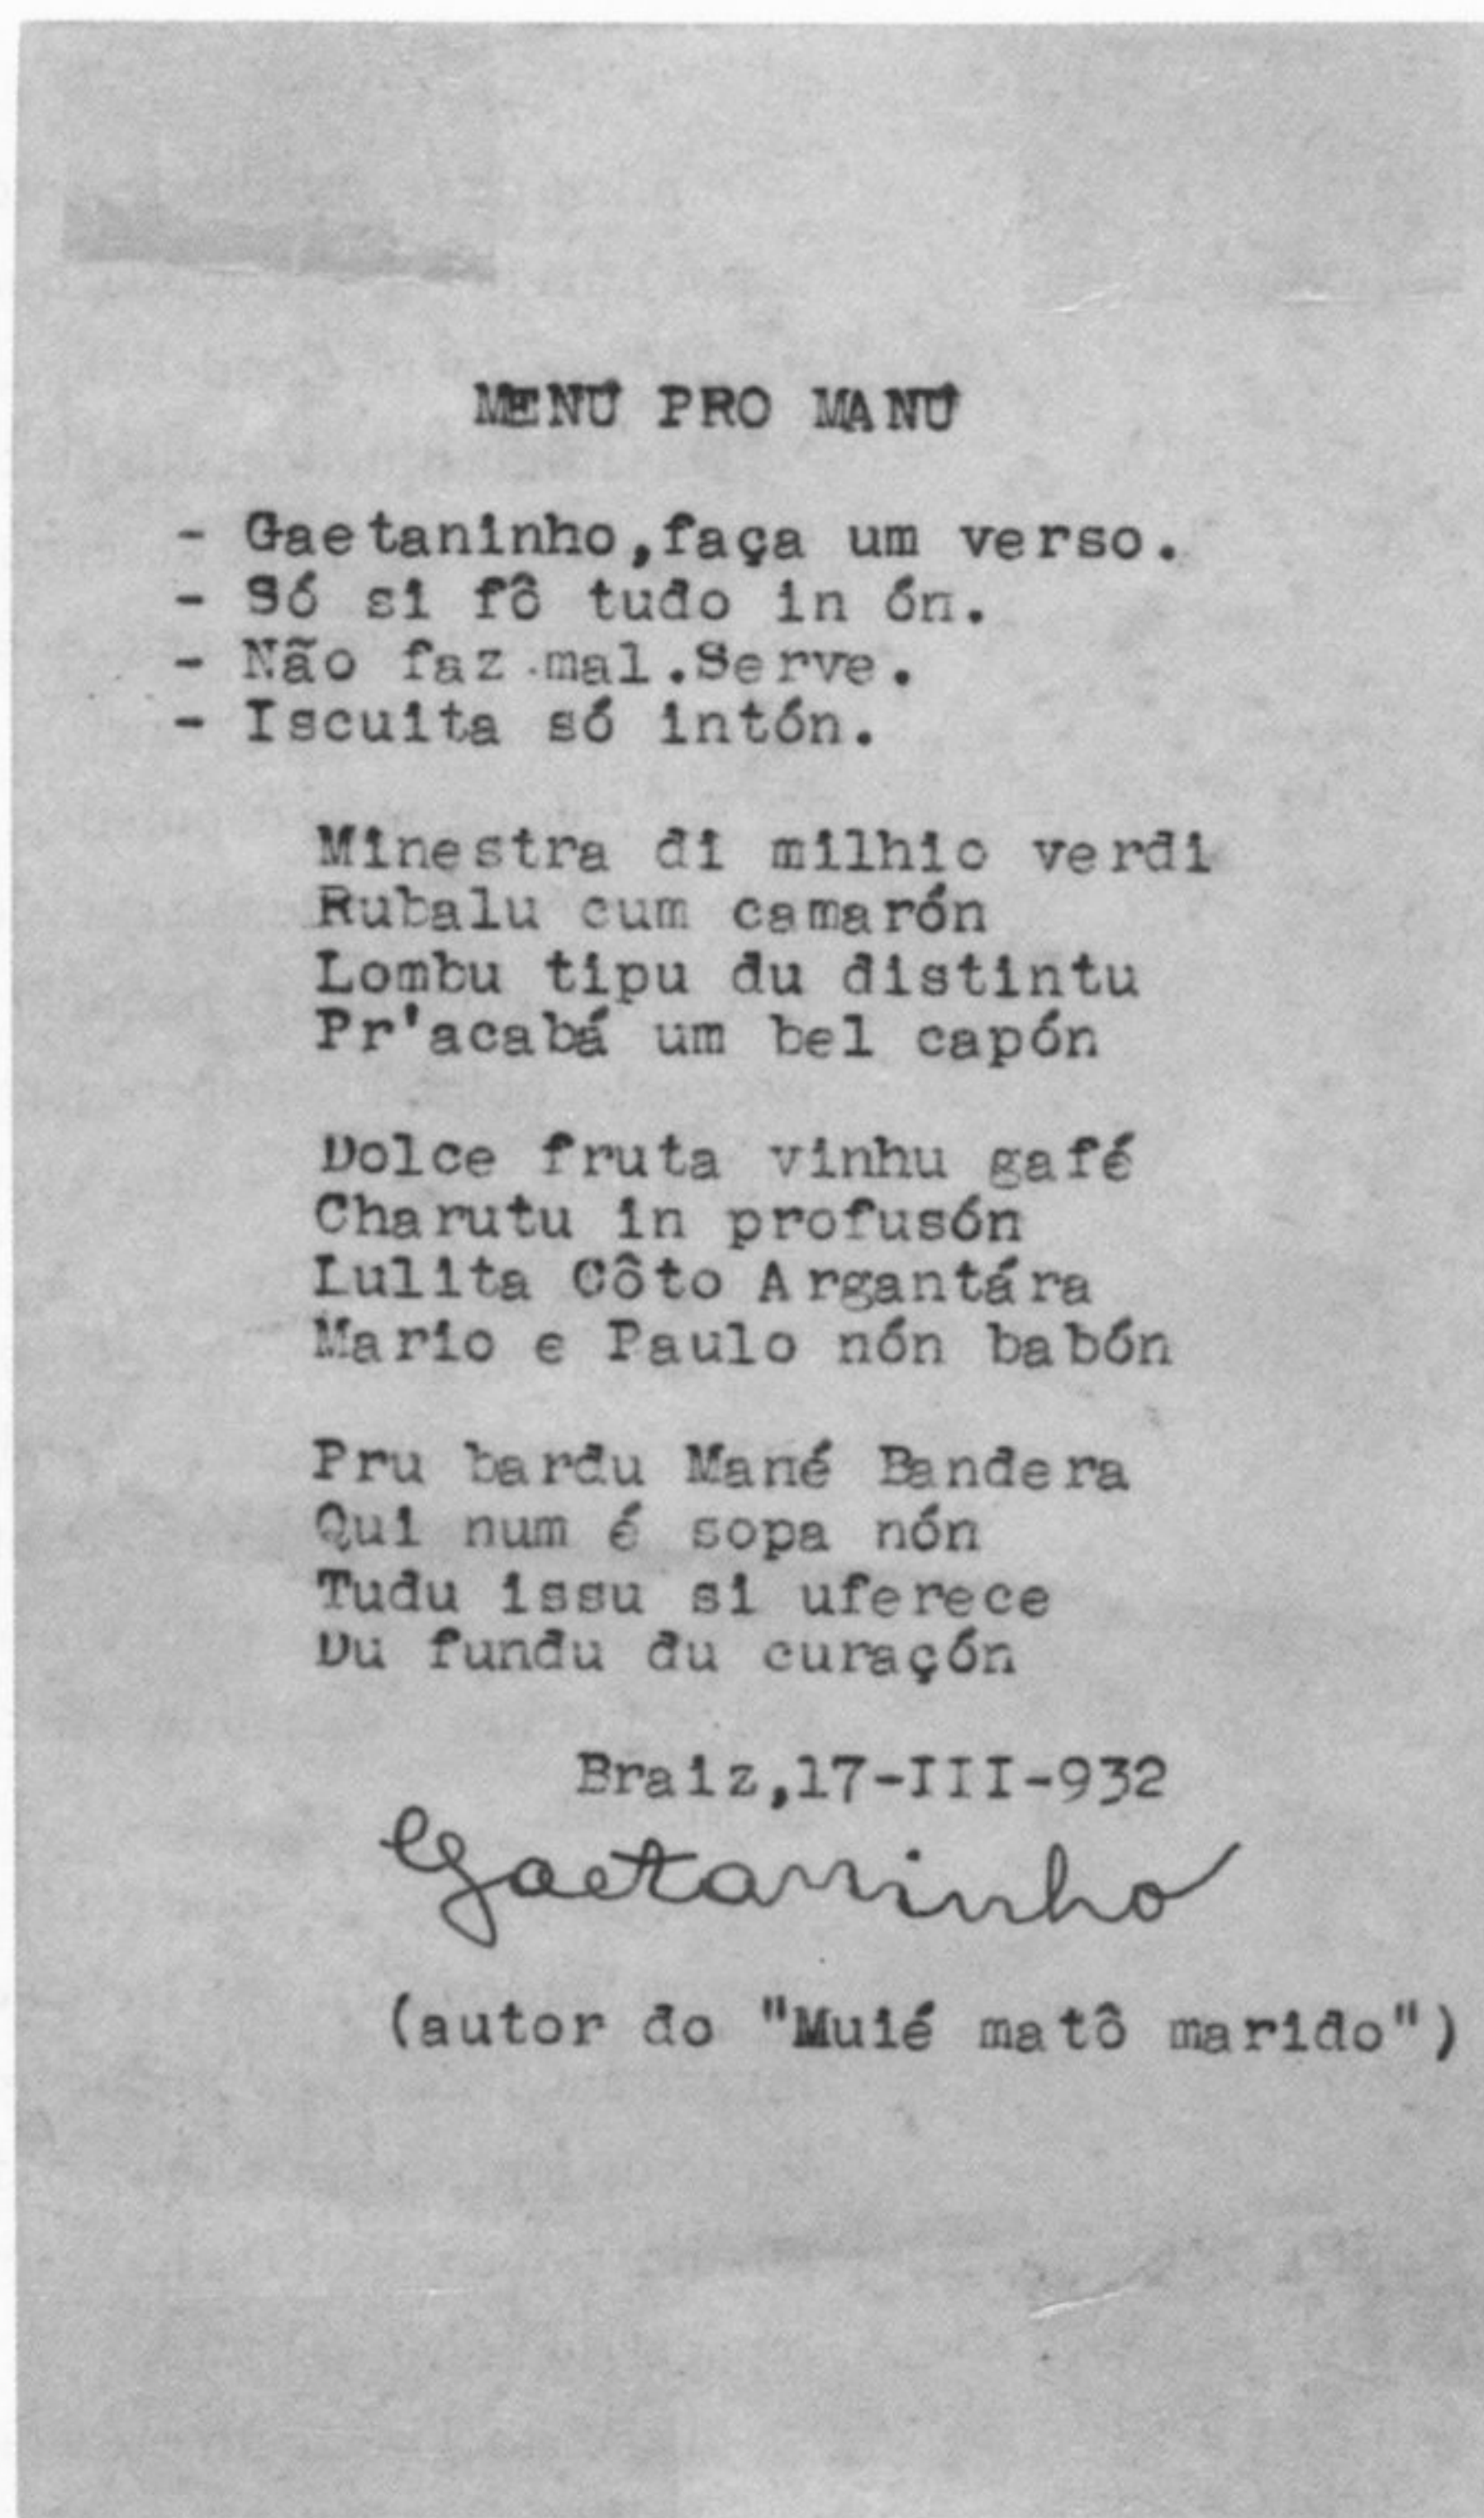 MENÚ PRO MANÚ
- Gaetaninho,faça um verso.
- Só si fô tudo in ón.
- Não faz mal.Serve.
- Iscuita só intón.
Minestra di milhio verdi
Rubalu cum camarón
Lombu tipu du distintu
Pr'acabá um bel capón
Dolce fruta vinhu gafé
Charutu in profusón
Lulita Côto Argantára
Mario e Paulo nón babón
Pru bardu Mané Bandera
Qui num é sopa nón
Tudu issu si uferece
Du fundu du curaçón
Braiz,17-III-932
Gaetaninho
(autor do "Muié matô marido")